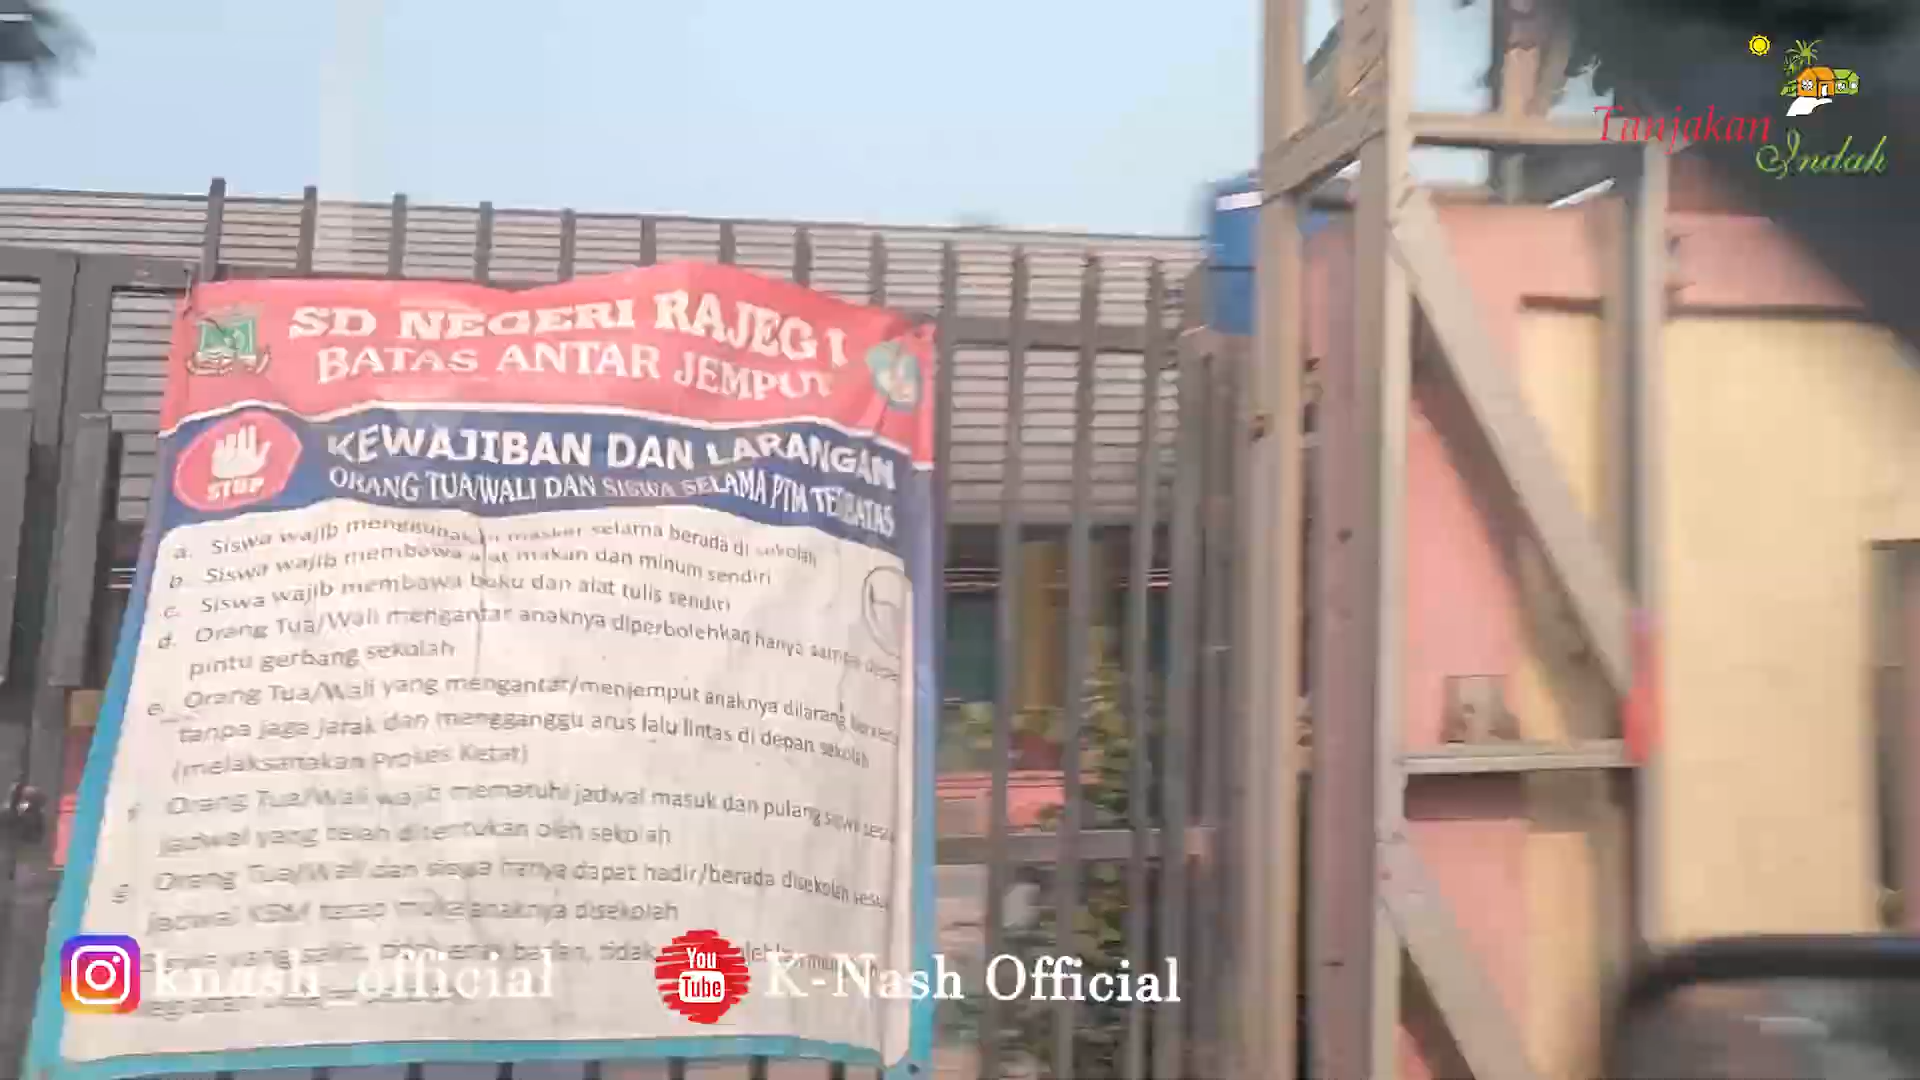 Tanjakan
Indah
SD NEGERI RAJEG 1
BATAS ANTAR JEMPUT
STOP
KEWAJIBAN DAN LARANGAN
ORANG TUA/WALI DAN SISWA SELAMA PTM TERBATAS
a. Siswa wajib menggunakan masker selama berada di sekolah
b. Siswa wajib membawa alat makan dan minum sendiri
c. Siswa wajib membawa buku dan alat tulis sendiri
d. Orang Tua/Wali mengantar anaknya diperbolehkan hanya sampai depan
pintu gerbang sekolah
e. Orang Tua/Wali yang mengantar/menjemput anaknya dilarang
tanpa jaga jarak dan mengganggu arus lalu lintas di depan sekolah
(melaksanakan Prokes Ketat)
Orang Tua/Wali wajib mematuhi jadwal masuk dan pulang siswa
jadwal yang telah ditentukan oleh sekolah
g Orang Tua/Wali dan siswa hanya dapat hadir/berada disekolah
jadwal KBM tatap muka anaknya disekolah
tidak
knash_official
You
Tube
K-Nash Official